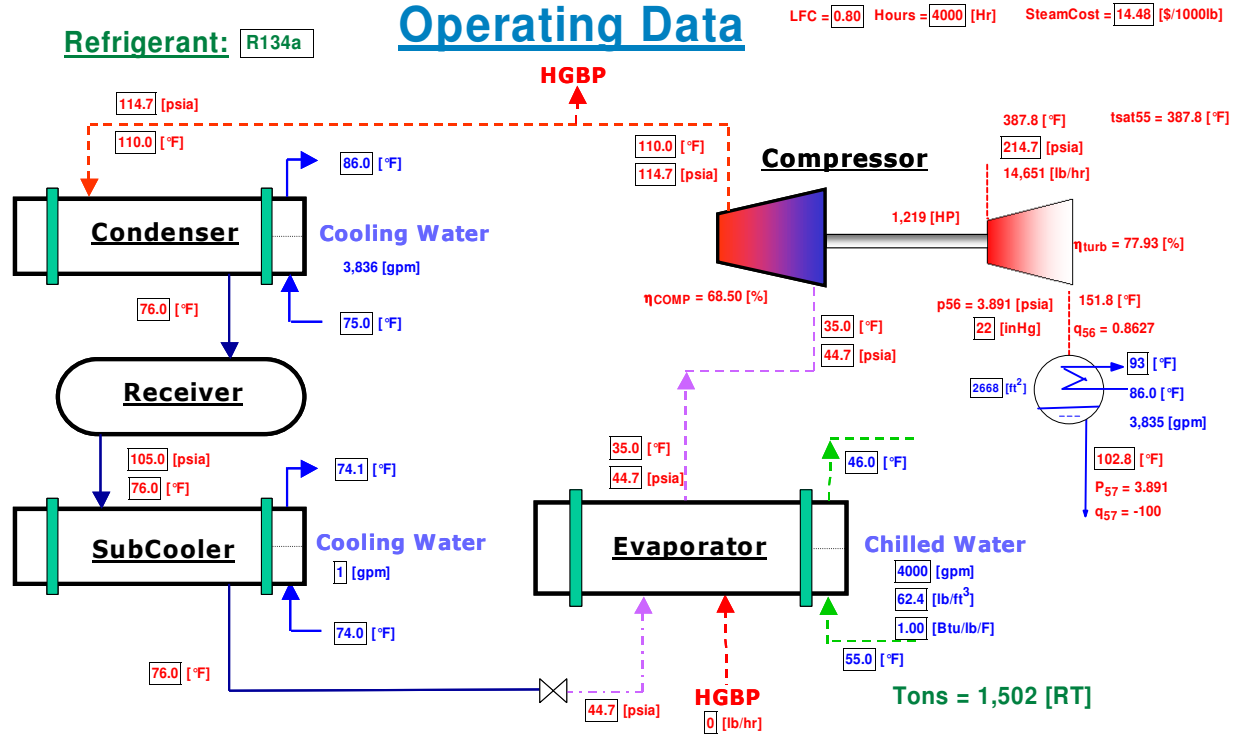 Operating Data
LFC = 0.80 Hours = 4000 [Hr] SteamCost = 14.48 [$/1000lb]
Refrigerant: R134a
HGBP
114.7 [psia]
110.0 [°F]
86.0 [°F]
Condenser
Cooling Water
3,836 [gpm]
76.0 [°F]
75.0 [°F]
Receiver
105.0 [psia]
76.0 [°F]
74.1 [°F]
SubCooler
Cooling Water
1 [gpm]
74.0 [°F]
76.0 [°F]
110.0 [°F]
114.7 [psia]
Compressor
387.8 [°F]
tsat55 = 387.8 [°F]
214.7 [psia]
14,651 [lb/hr]
1,219 [HP]
ηturb = 77.93 [%]
ηCOMP = 68.50 [%]
p56 = 3.891 [psia]
151.8 [°F]
22 [inHg]
q56 = 0.8627
35.0 [°F]
44.7 [psia]
2668 [ft2]
93 [°F]
86.0 [°F]
3,835 [gpm]
102.8 [°F]
P57 = 3.891
q57 = -100
35.0 [°F]
44.7 [psia]
46.0 [°F]
Evaporator
Chilled Water
4000 [gpm]
62.4 [lb/ft3]
1.00 [Btu/lb/F]
55.0 [°F]
44.7 [psia]
HGBP
0 [lb/hr]
Tons = 1,502 [RT]